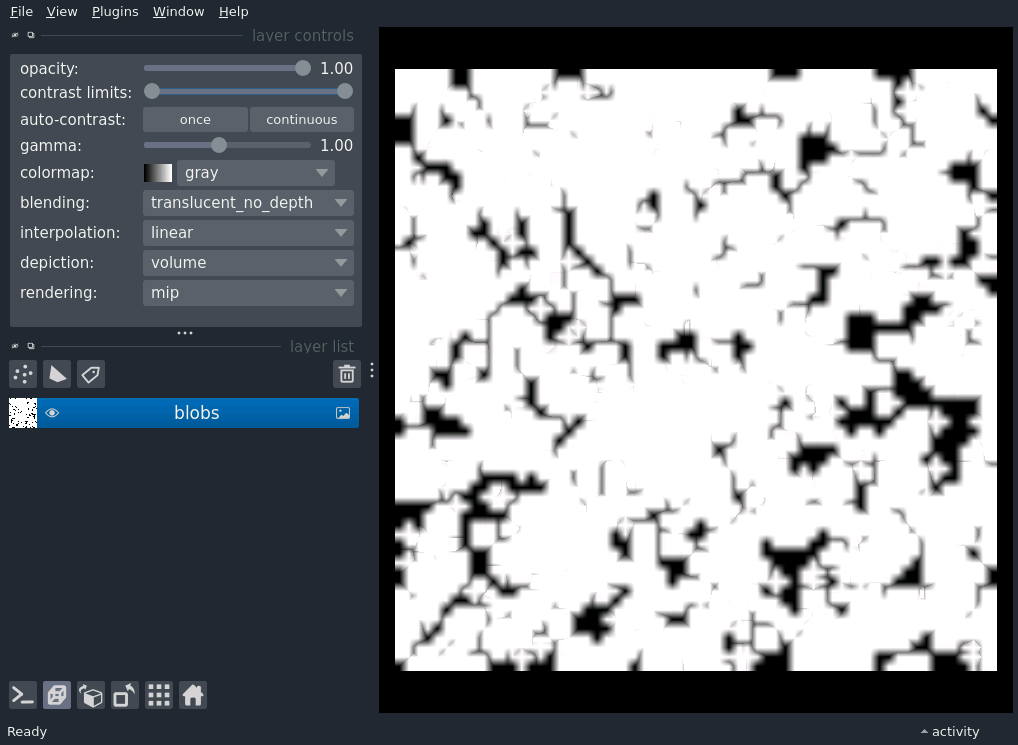 File View Plugins Window Help
layer controls
opacity: 1.00
contrast limits:
auto-contrast: once continuous
gamma: 1.00
colormap: gray
blending: translucent_no_depth
interpolation: linear
depiction: volume
rendering: mip
layer list
blobs
Ready
activity